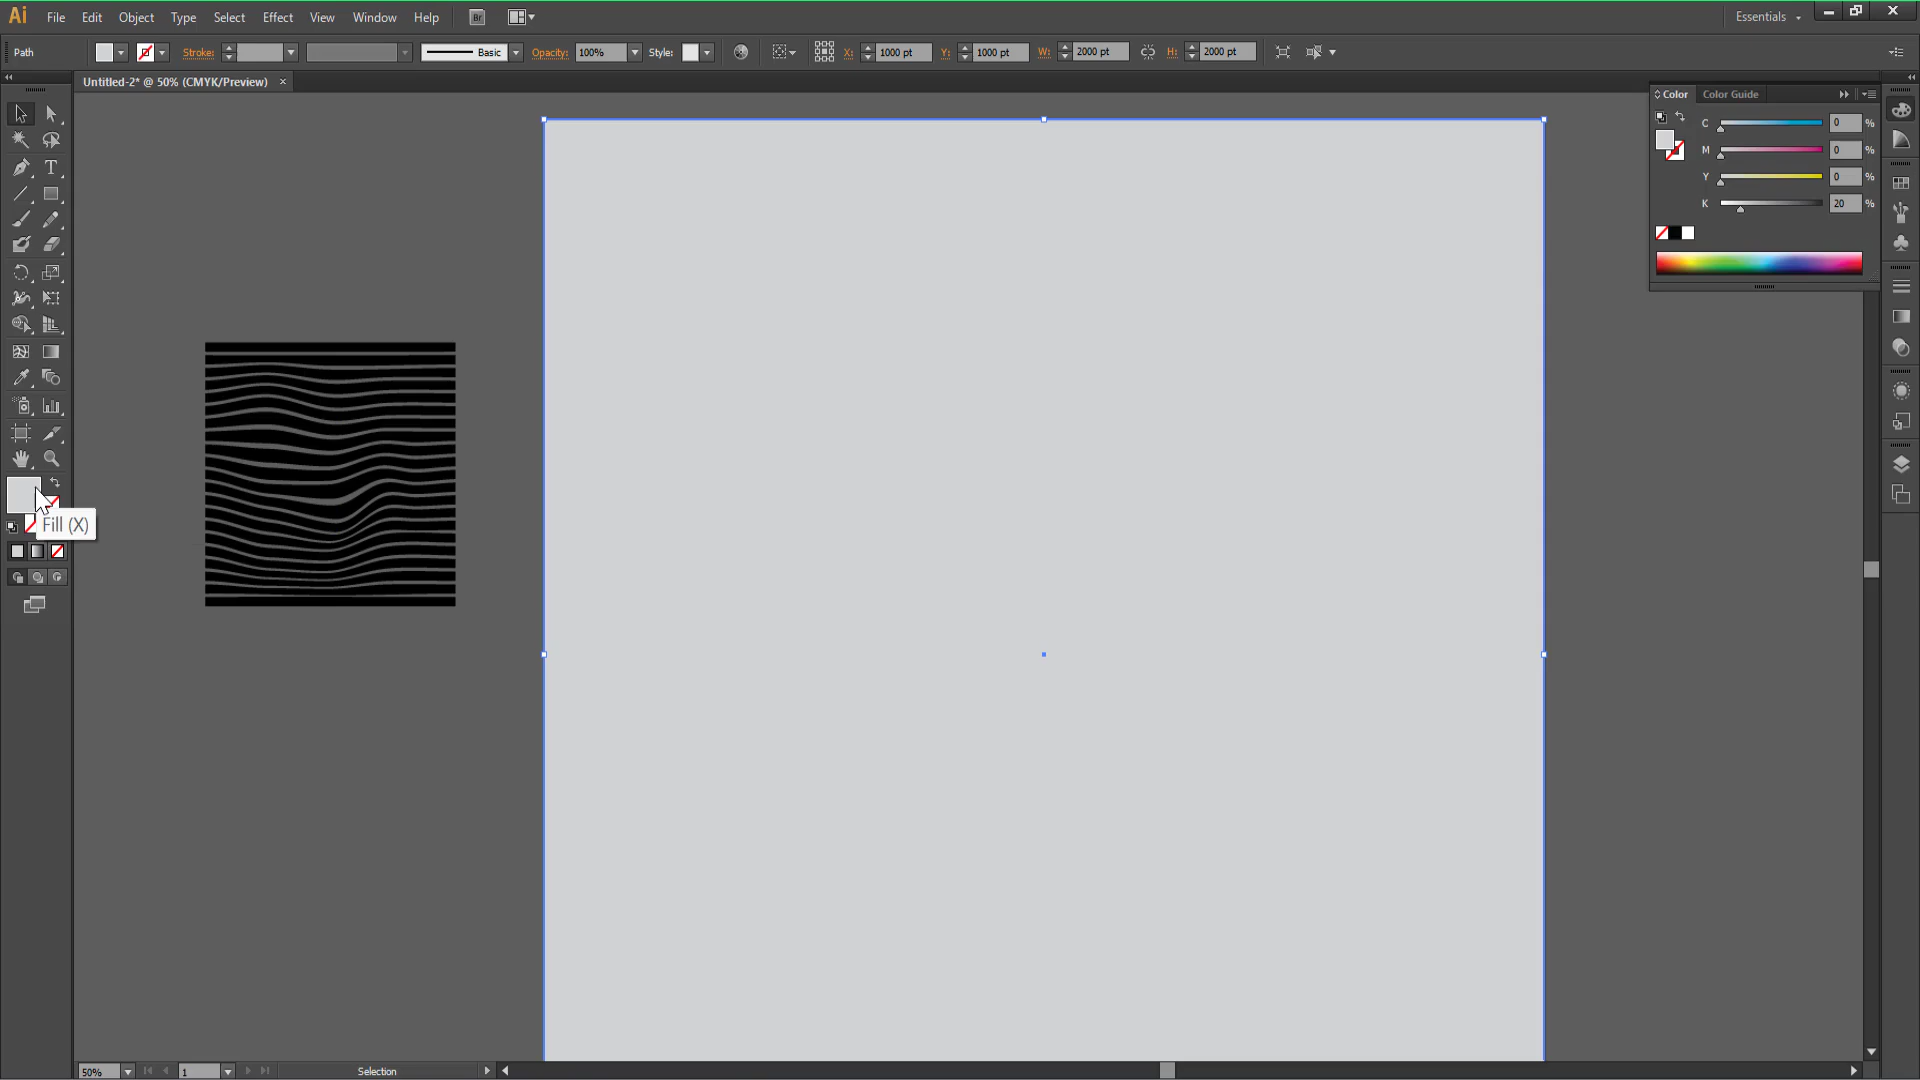 Ai File Edit Object Type Select Effect View Window Help Br Essentials
Path Stroke: Basic Opacity: 100% Style: X: 1000 pt Y: 1000 pt W: 2000 pt H: 2000 pt
Untitled-2* @ 50% (CMYK/Preview) ×
Color Color Guide
C 0 %
M 0 %
Y 0 %
K 20 %
T
Fill (X)
50% 1 Selection